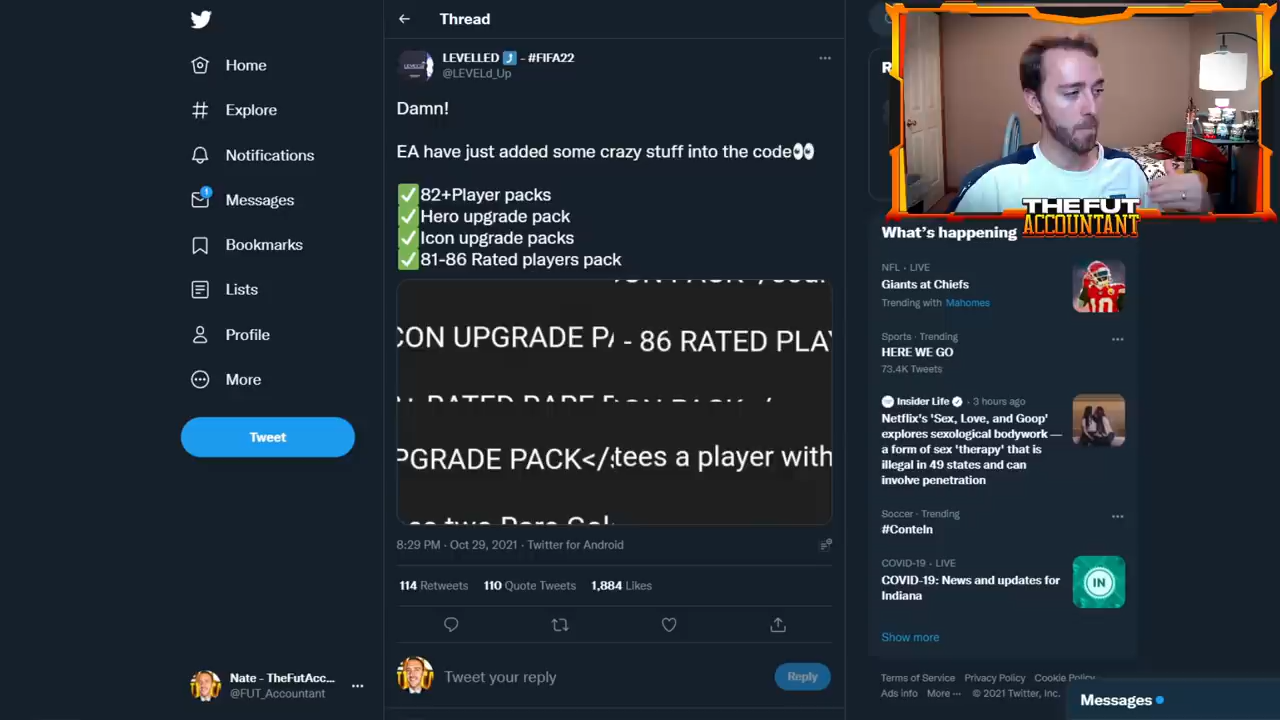 Home
Explore
Notifications
1
Messages
Bookmarks
Lists
Profile
More
Tweet
Nate - TheFutAcc...
@FUT_Accountant
Thread
LEVELLED - #FIFA22
@LEVELd_Up
Damn!
EA have just added some crazy stuff into the code
82+Player packs
Hero upgrade pack
Icon upgrade packs
81-86 Rated players pack
CON UPGRADE PA
- 86 RATED PLAY
PGRADE PACK</
tees a player with
8:29 PM · Oct 29, 2021 · Twitter for Android
114 Retweets 110 Quote Tweets 1,884 Likes
Tweet your reply
Reply
THE FUT
ACCOUNTANT
What's happening
NFL · LIVE
Giants at Chiefs
Trending with Mahomes
Sports · Trending
HERE WE GO
73.4K Tweets
Insider Life · 3 hours ago
Netflix's 'Sex, Love, and Goop'
explores sexological bodywork —
a form of sex 'therapy' that is
illegal in 49 states and can
involve penetration
Soccer · Trending
#ConteIn
COVID-19 · LIVE
COVID-19: News and updates for
Indiana
IN
Show more
Terms of Service Privacy Policy Cookie Policy
Ads info More ··· © 2021 Twitter, Inc.
Messages